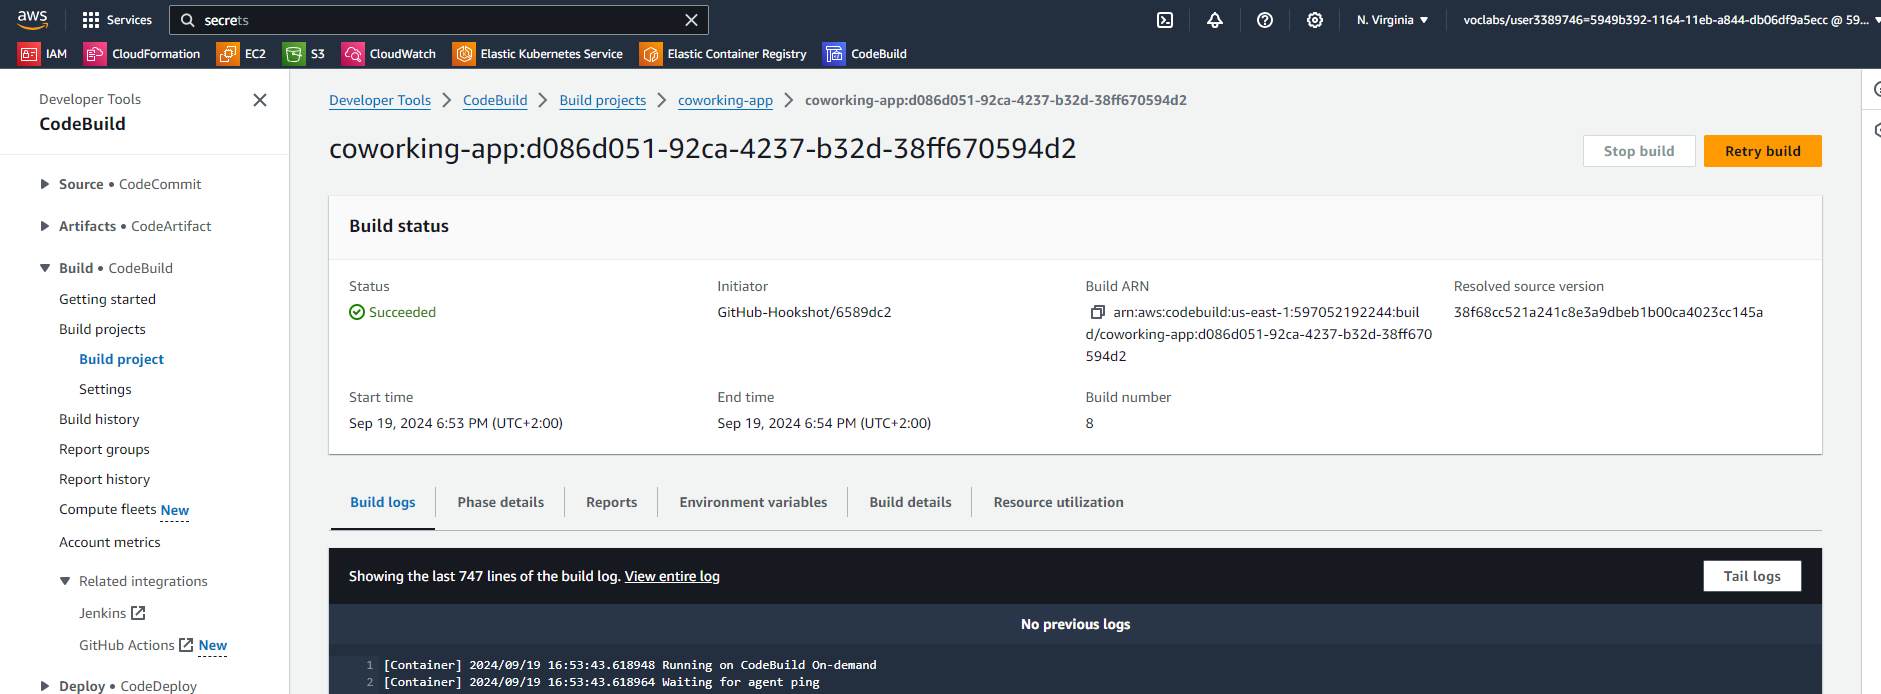 aws
Services
secrets
N. Virginia
voclabs/user3389746=5949b392-1164-11eb-a844-db06df9a5ecc @ 59...
IAM
CloudFormation
EC2
S3
CloudWatch
Elastic Kubernetes Service
Elastic Container Registry
CodeBuild
Developer Tools
CodeBuild
Source • CodeCommit
Artifacts • CodeArtifact
Build • CodeBuild
Getting started
Build projects
Build project
Settings
Build history
Report groups
Report history
Compute fleets New
Account metrics
Related integrations
Jenkins
GitHub Actions New
Deploy • CodeDeploy
Developer Tools > CodeBuild > Build projects > coworking-app > coworking-app:d086d051-92ca-4237-b32d-38ff670594d2
coworking-app:d086d051-92ca-4237-b32d-38ff670594d2
Stop build
Retry build
Build status
Status
Succeeded
Initiator
GitHub-Hookshot/6589dc2
Build ARN
arn:aws:codebuild:us-east-1:597052192244:buil
d/coworking-app:d086d051-92ca-4237-b32d-38ff670
594d2
Resolved source version
38f68cc521a241c8e3a9dbeb1b00ca4023cc145a
Start time
Sep 19, 2024 6:53 PM (UTC+2:00)
End time
Sep 19, 2024 6:54 PM (UTC+2:00)
Build number
8
Build logs
Phase details
Reports
Environment variables
Build details
Resource utilization
Showing the last 747 lines of the build log. View entire log
Tail logs
No previous logs
1 [Container] 2024/09/19 16:53:43.618948 Running on CodeBuild On-demand
2 [Container] 2024/09/19 16:53:43.618964 Waiting for agent ping